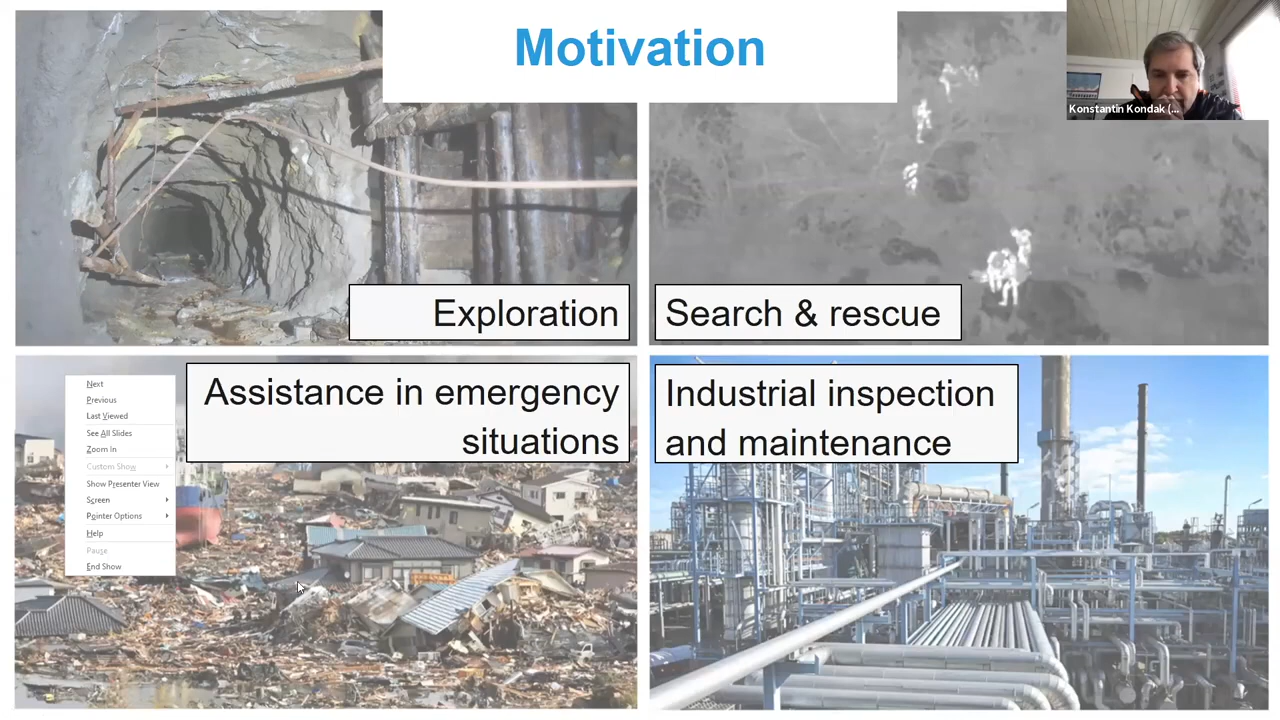 Motivation
Konstantin Kondak (...
Exploration
Search & rescue
Assistance in emergency
situations
Industrial inspection
and maintenance
Next
Previous
Last Viewed
See All Slides
Zoom In
Custom Show
Show Presenter View
Screen
Pointer Options
Help
Pause
End Show